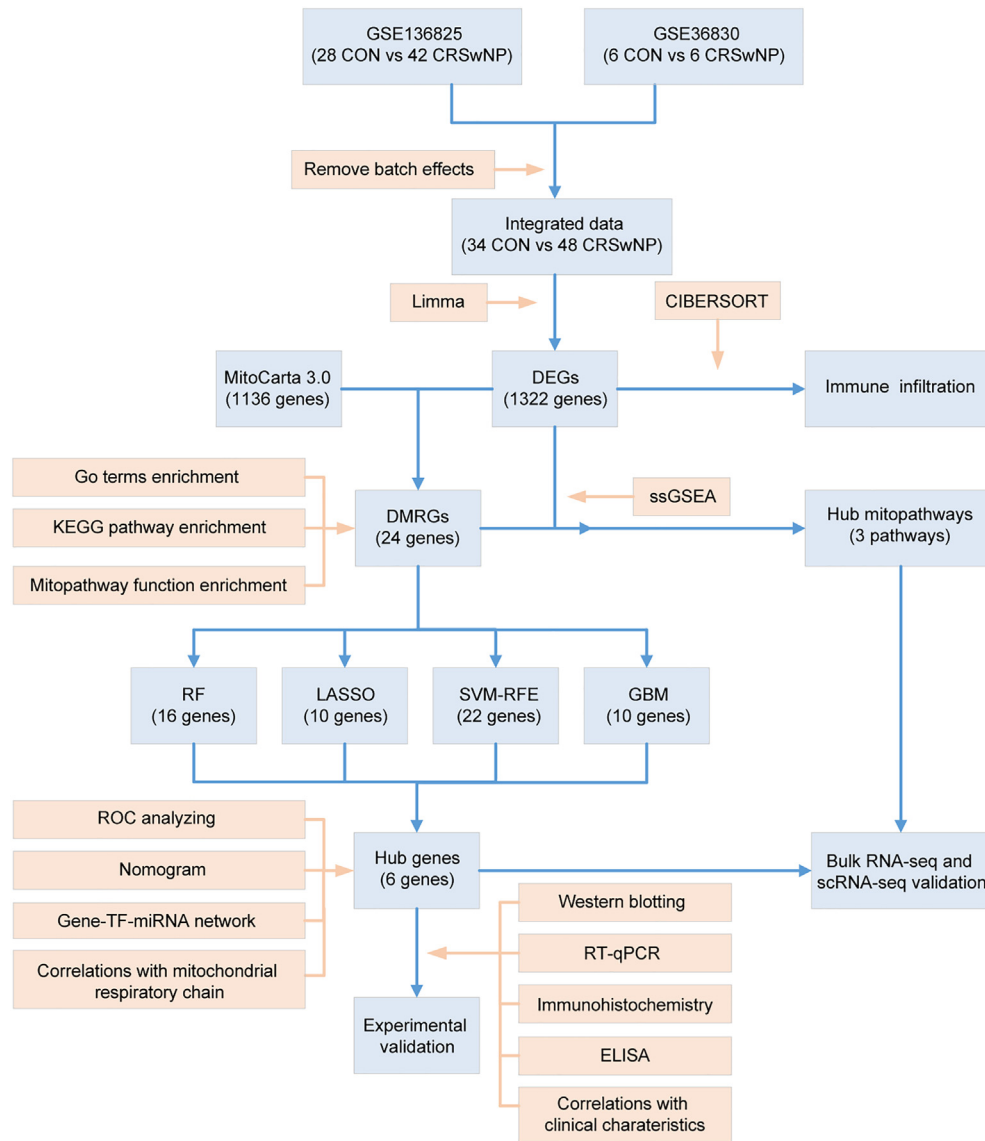 GSE136825
(28 CON vs 42 CRSwNP)
GSE36830
(6 CON vs 6 CRSwNP)
Remove batch effects
Integrated data
(34 CON vs 48 CRSwNP)
Limma
CIBERSORT
MitoCarta 3.0
(1136 genes)
DEGs
(1322 genes)
Immune infiltration
Go terms enrichment
KEGG pathway enrichment
Mitopathway function enrichment
ssGSEA
DMRGs
(24 genes)
Hub mitopathways
(3 pathways)
RF
(16 genes)
LASSO
(10 genes)
SVM-RFE
(22 genes)
GBM
(10 genes)
ROC analyzing
Nomogram
Gene-TF-miRNA network
Correlations with mitochondrial
respiratory chain
Hub genes
(6 genes)
Bulk RNA-seq and
scRNA-seq validation
Western blotting
RT-qPCR
Immunohistochemistry
ELISA
Correlations with
clinical charateristics
Experimental
validation